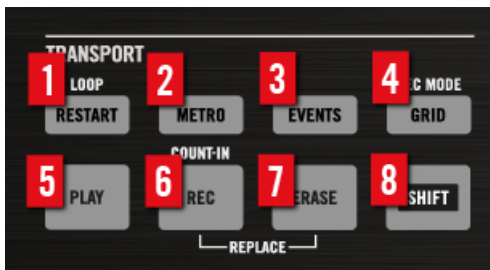 TRANSPORT
1 LOOP 2 3 4 EC MODE
RESTART METRO EVENTS GRID
COUNT-IN
5 PLAY 6 REC 7 ERASE 8 SHIFT
REPLACE